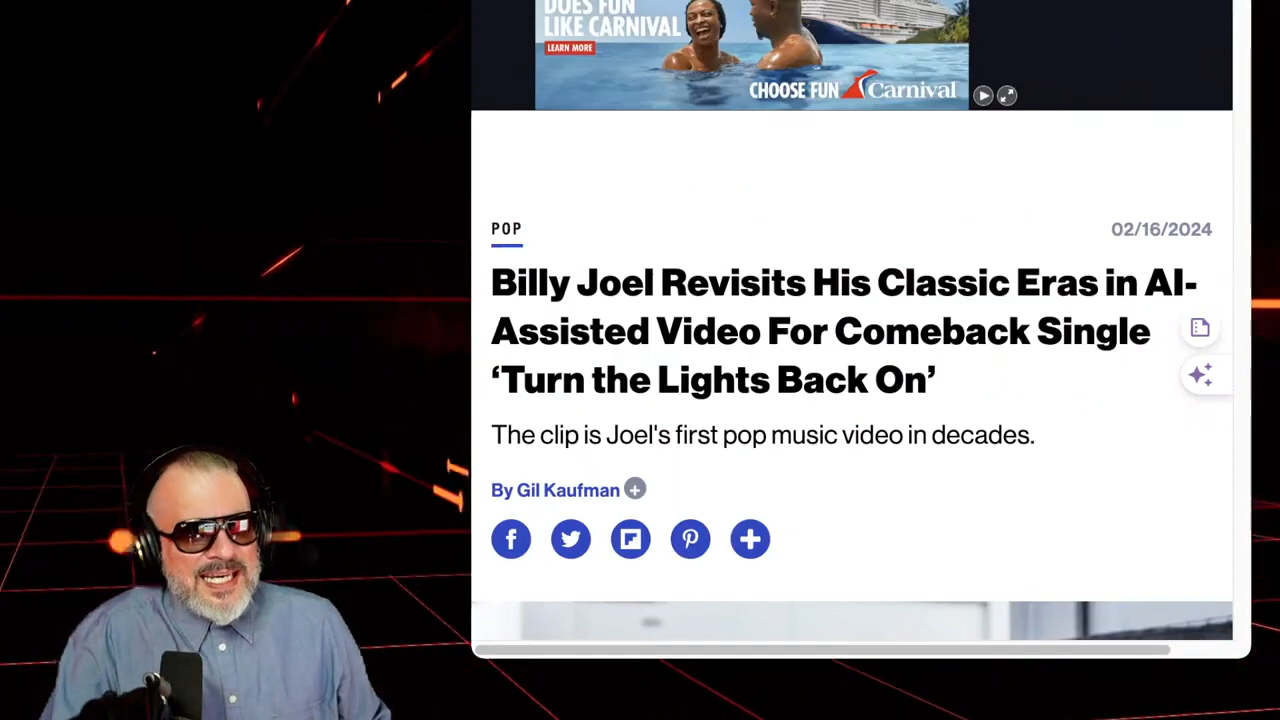 DOES FUN
LIKE CARNIVAL
LEARN MORE
CHOOSE FUN Carnival
POP
02/16/2024
Billy Joel Revisits His Classic Eras in AI-
Assisted Video For Comeback Single
‘Turn the Lights Back On’
The clip is Joel's first pop music video in decades.
By Gil Kaufman